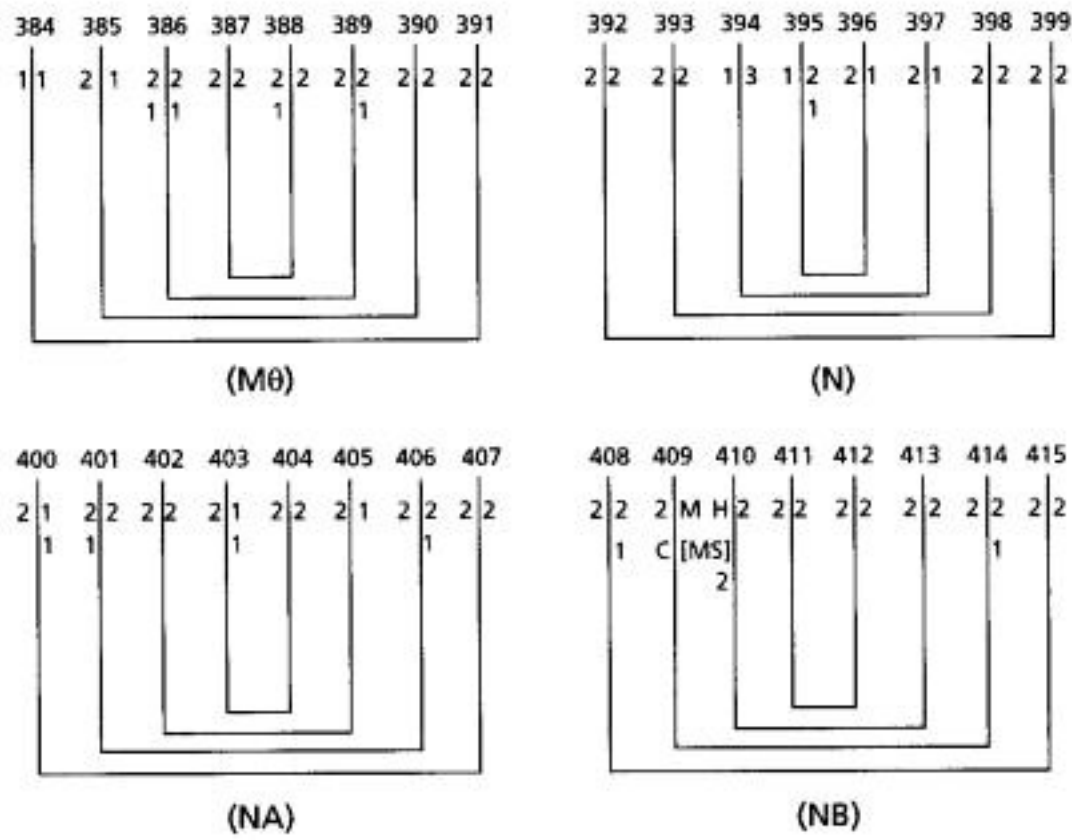 384 385 386 387 388 389 390 391
1 1 2 1 2 2 2 2 2 2 2 2 2 2 2 2
1 1 1 1
(Mθ)
392 393 394 395 396 397 398 399
2 2 2 2 1 3 1 2 2 1 2 1 2 2 2 2
1
(N)
400 401 402 403 404 405 406 407
2 1 2 2 2 2 2 1 2 2 2 1 2 2 2 2
1 1 1 1
(NA)
408 409 410 411 412 413 414 415
2 2 2 M H 2 2 2 2 2 2 2 2 2 2 2
1 C [MS] 1
2
(NB)